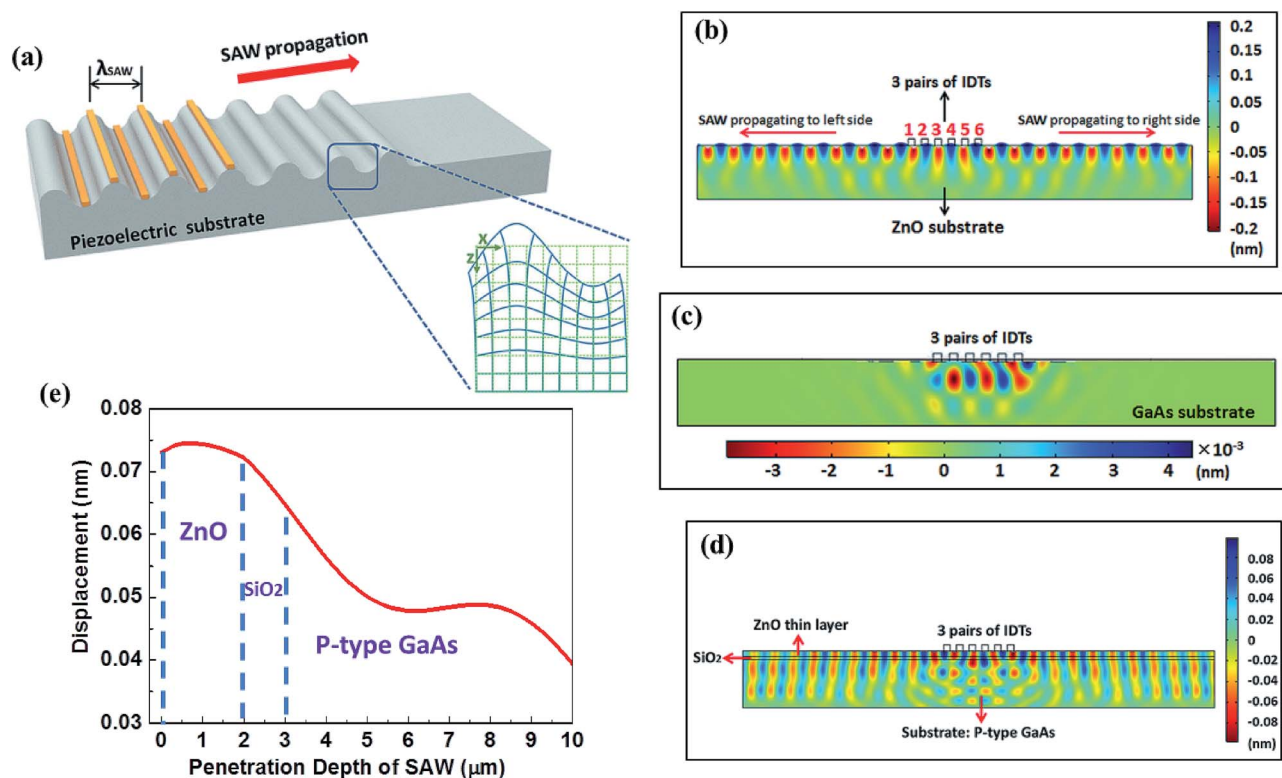 (a)
λSAW
SAW propagation
Piezoelectric substrate
X
Z
(b)
3 pairs of IDTs
SAW propagating to left side
1 2 3 4 5 6
SAW propagating to right side
ZnO substrate
0.2
0.1
0.05
0
-0.05
-0.1
-0.15
-0.2
(nm)
(c)
3 pairs of IDTs
GaAs substrate
-3 -2 -1 0 1 2 3 4
×10⁻³
(nm)
(d)
ZnO thin layer
3 pairs of IDTs
SiO₂
Substrate: P-type GaAs
0.08
0.06
0.04
0.02
0
-0.02
-0.04
-0.06
-0.08
(nm)
(e)
Displacement (nm)
0.08
0.07
0.06
0.05
0.04
0.03
ZnO
SiO2
P-type GaAs
0 1 2 3 4 5 6 7 8 9 10
Penetration Depth of SAW (μm)